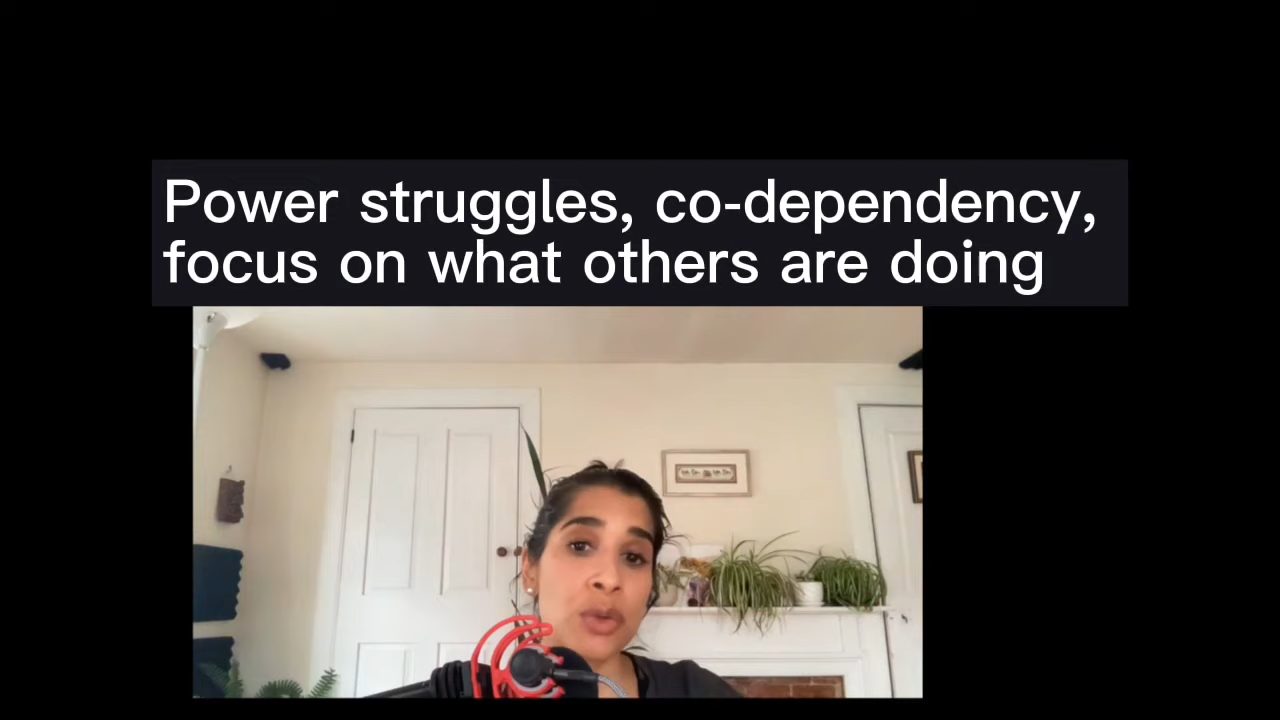 Power struggles, co-dependency,
focus on what others are doing